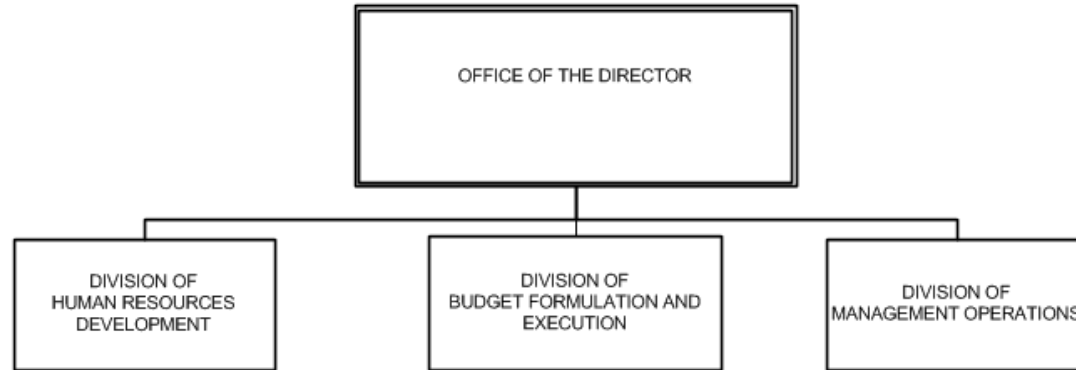 OFFICE OF THE DIRECTOR
DIVISION OF
HUMAN RESOURCES
DEVELOPMENT
DIVISION OF
BUDGET FORMULATION AND
EXECUTION
DIVISION OF
MANAGEMENT OPERATIONS